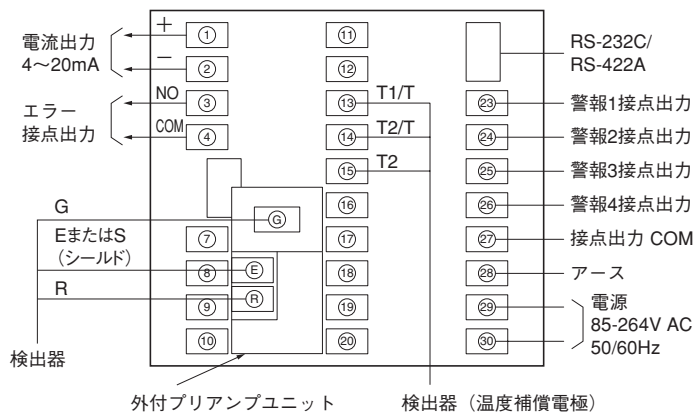 電流出力
4～20mA
+
−
エラー
接点出力
NO
COM
① ② ③ ④
⑦ ⑧ ⑨ ⑩
G
EまたはS
（シールド）
R
検出器
Ⓖ
Ⓔ
Ⓡ
外付プリアンプユニット
⑪
⑫
⑬ T1/T
⑭ T2/T
⑮ T2
⑯
⑰
⑱
⑲
⑳
検出器（温度補償電極）
RS-232C/
RS-422A
㉓ 警報1接点出力
㉔ 警報2接点出力
㉕ 警報3接点出力
㉖ 警報4接点出力
㉗ 接点出力 COM
㉘ アース
㉙
㉚
電源
85-264V AC
50/60Hz